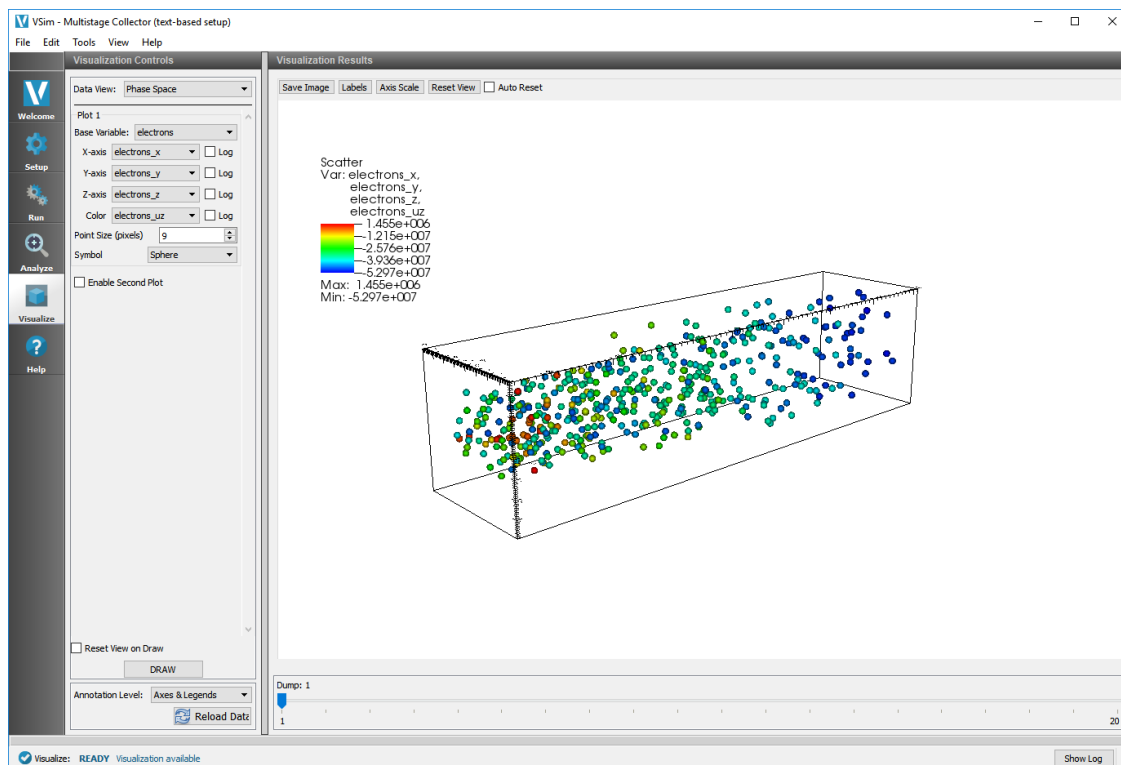 VSim - Multistage Collector (text-based setup)
File Edit Tools View Help
Visualization Controls
Visualization Results
Welcome
Setup
Run
Analyze
Visualize
Help
Data View: Phase Space
Plot 1
Base Variable: electrons
X-axis electrons_x Log
Y-axis electrons_y Log
Z-axis electrons_z Log
Color electrons_uz Log
Point Size (pixels) 9
Symbol Sphere
Enable Second Plot
Reset View on Draw
DRAW
Annotation Level: Axes & Legends
Reload Data
Save Image Labels Axis Scale Reset View Auto Reset
Scatter
Var: electrons_x,
electrons_y,
electrons_z,
electrons_uz
1.455e+006
-1.215e+007
-2.576e+007
-3.936e+007
-5.297e+007
Max: 1.455e+006
Min: -5.297e+007
Dump: 1
1 20
Visualize: READY Visualization available
Show Log